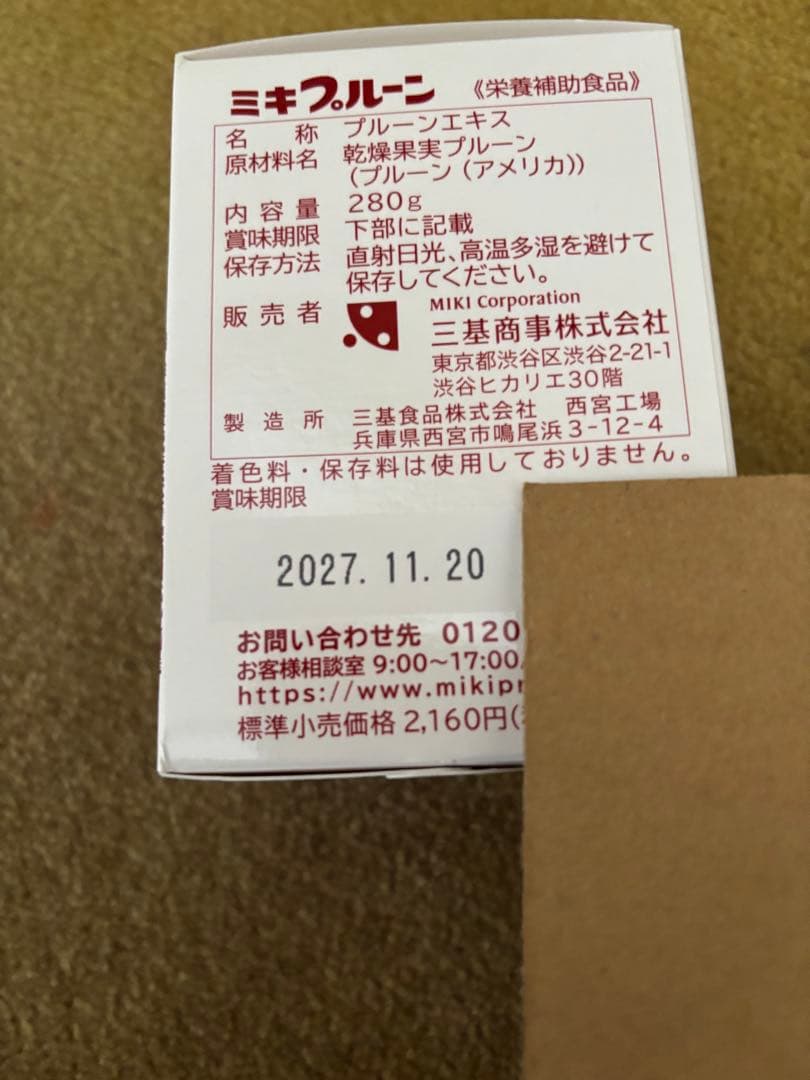 ミキプルーン 《栄養補助食品》
名称 プルーンエキス
原材料名 乾燥果実プルーン
(プルーン(アメリカ))
内容量 280g
賞味期限 下部に記載
保存方法 直射日光、高温多湿を避けて
保存してください。
販売者 MIKI Corporation
三基商事株式会社
東京都渋谷区渋谷2-21-1
渋谷ヒカリエ30階
製造所 三基食品株式会社 西宮工場
兵庫県西宮市鳴尾浜3-12-4
着色料・保存料は使用しておりません。
賞味期限
2027.11.20
お問い合わせ先 0120
お客様相談室 9:00～17:00
https://www.mikipr
標準小売価格 2,160円(